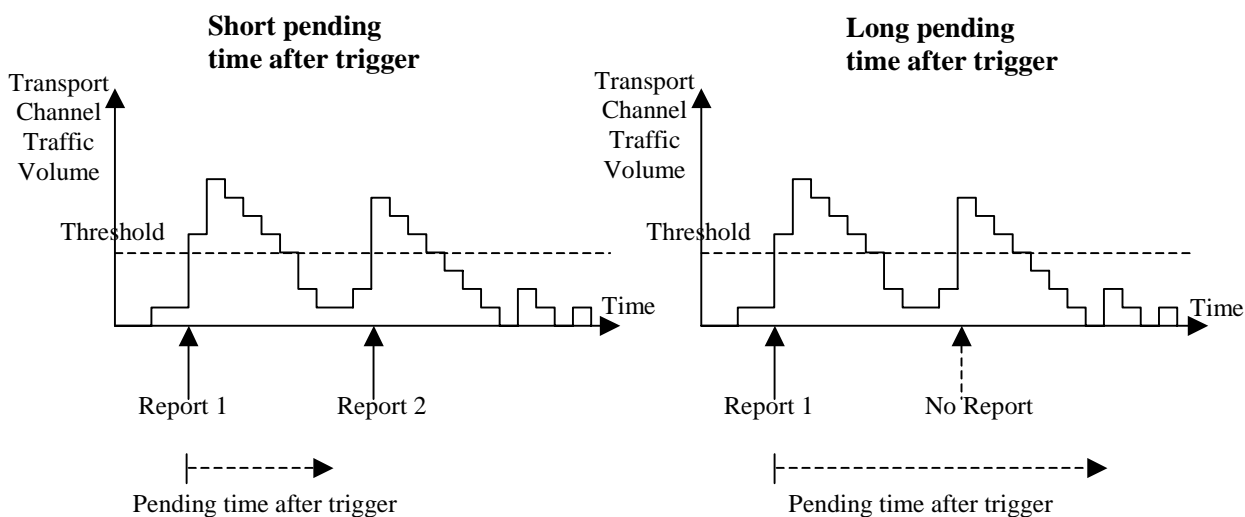 Short pending
time after trigger
Transport
Channel
Traffic
Volume
Threshold
Time
Report 1
Report 2
Pending time after trigger
Long pending
time after trigger
Transport
Channel
Traffic
Volume
Threshold
Time
Report 1
No Report
Pending time after trigger